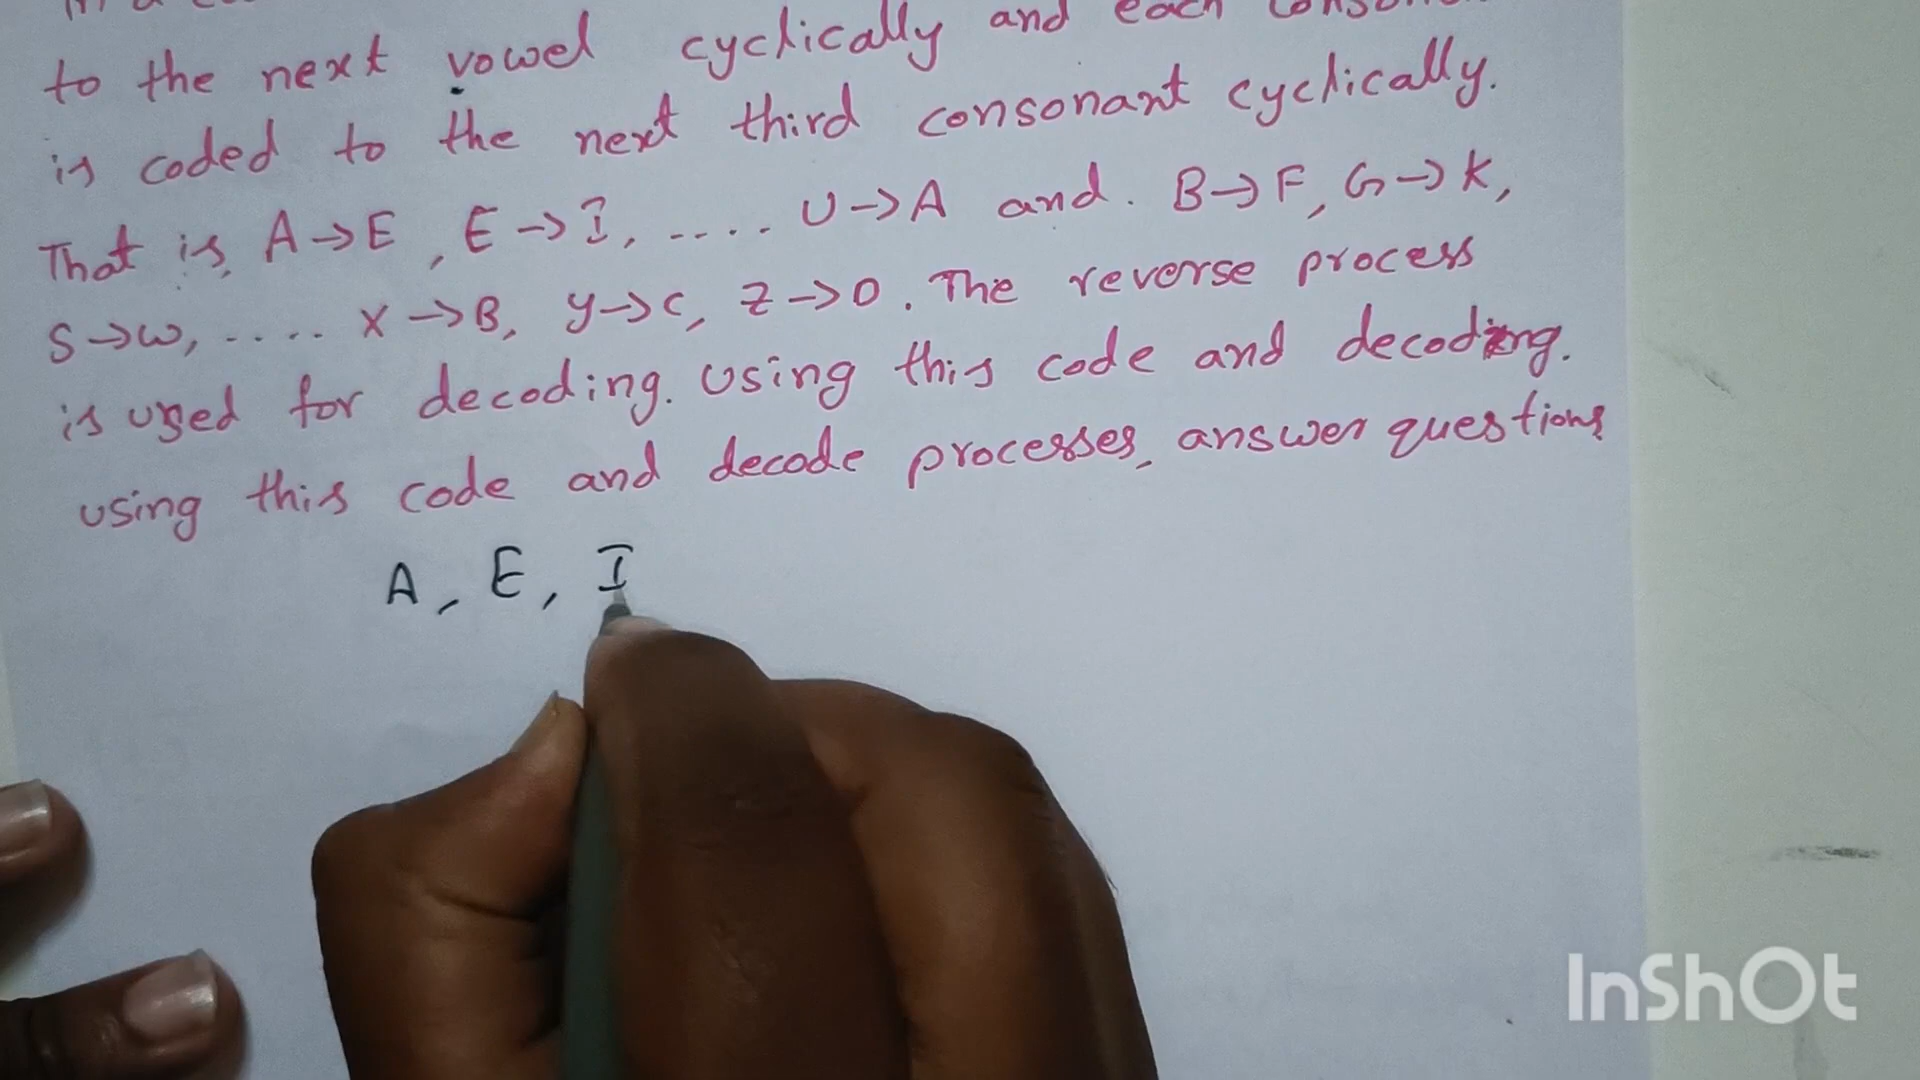 to the next vowel cyclically and each
is coded to the next third consonant cyclically.
That is, A→E, E→I, .... U→A and. B→F, G→K,
S→W, .... X→B, Y→C, Z→D. The reverse process
is used for decoding. Using this code and decoding.
using this code and decode processes, answer questions
A, E, I
InShOt